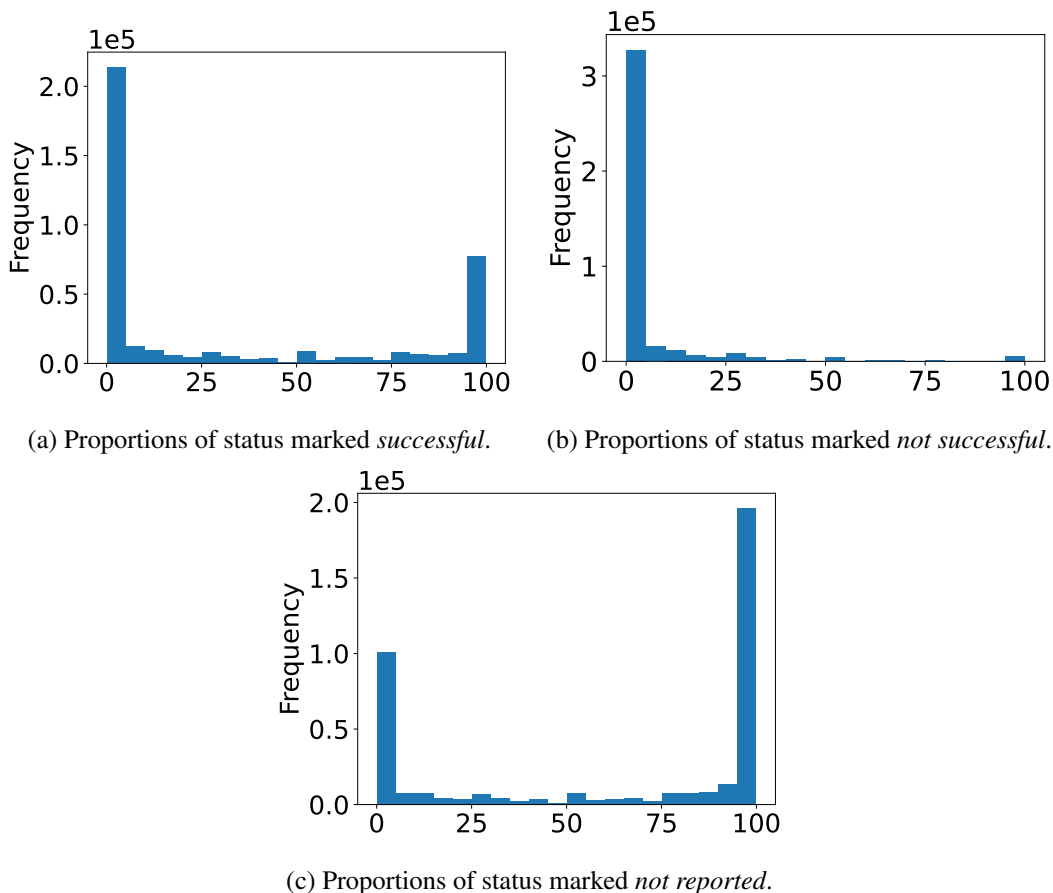 1e5
2.0
1.5
1.0
0.5
0.0
Frequency
0 25 50 75 100
(a) Proportions of status marked successful.
1e5
3
2
1
0
Frequency
0 25 50 75 100
(b) Proportions of status marked not successful.
1e5
2.0
1.5
1.0
0.5
0.0
Frequency
0 25 50 75 100
(c) Proportions of status marked not reported.